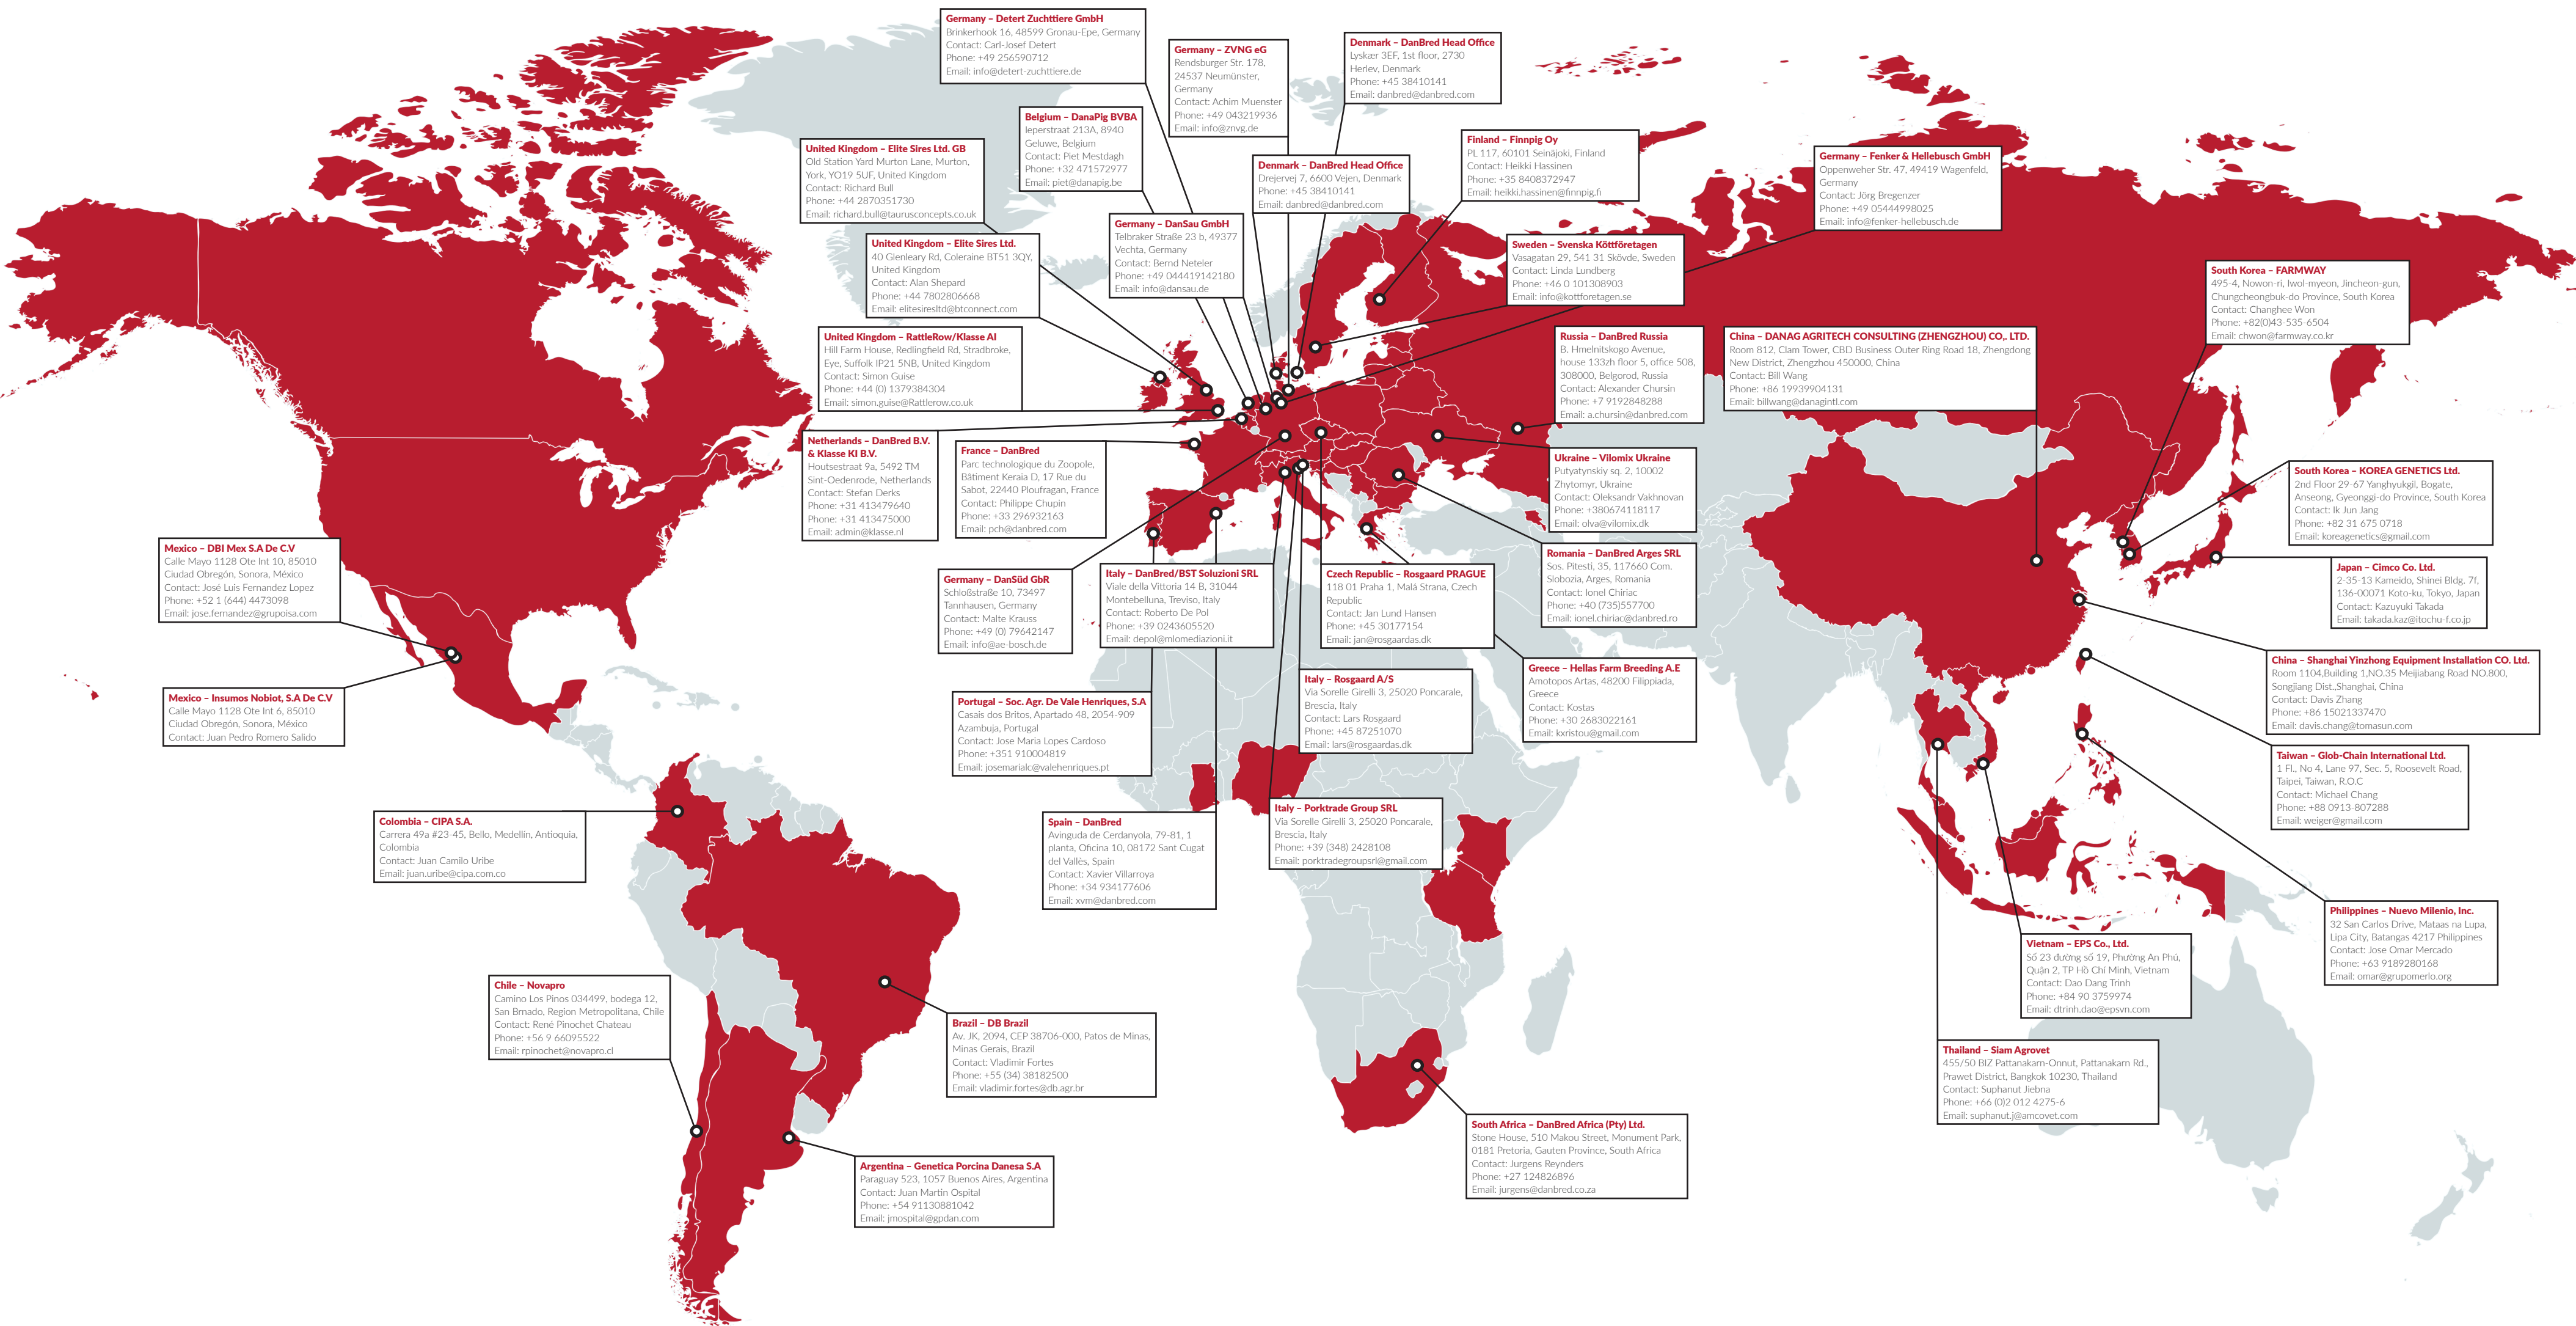 Germany – Detert Zuchttiere GmbH
Brinkerhook 16, 48599 Gronau-Epe, Germany
Contact: Carl-Josef Detert
Phone: +49 256590712
Email: info@detert-zuchttiere.de
Germany – ZVNG eG
Rendsburger Str. 178,
24537 Neumünster,
Germany
Contact: Achim Muenster
Phone: +49 043219936
Email: info@znvg.de
Denmark – DanBred Head Office
Lyskær 3EF, 1st floor, 2730
Herlev, Denmark
Phone: +45 38410141
Email: danbred@danbred.com
Belgium – DanaPig BVBA
Ieperstraat 213A, 8940
Geluwe, Belgium
Contact: Piet Mestdagh
Phone: +32 471572977
Email: piet@danapig.be
United Kingdom – Elite Sires Ltd. GB
Old Station Yard Murton Lane, Murton,
York, YO19 5UF, United Kingdom
Contact: Richard Bull
Phone: +44 2870351730
Email: richard.bull@taurusconcepts.co.uk
Denmark – DanBred Head Office
Drejervej 7, 6600 Vejen, Denmark
Phone: +45 38410141
Email: danbred@danbred.com
Finland – Finnpig Oy
PL 117, 60101 Seinäjoki, Finland
Contact: Heikki Hassinen
Phone: +35 8408372947
Email: heikki.hassinen@finnpig.fi
Germany – Fenker & Hellebusch GmbH
Oppenweher Str. 47, 49419 Wagenfeld,
Germany
Contact: Jörg Bregenzer
Phone: +49 05444998025
Email: info@fenker-hellebusch.de
United Kingdom – Elite Sires Ltd.
40 Glenleary Rd, Coleraine BT51 3QY,
United Kingdom
Contact: Alan Shepard
Phone: +44 7802806668
Email: elitesiresltd@btconnect.com
Germany – DanSau GmbH
Telbraker Straße 23 b, 49377
Vechta, Germany
Contact: Bernd Neteler
Phone: +49 044419142180
Email: info@dansau.de
Sweden – Svenska Köttföretagen
Vasagatan 29, 541 31 Skövde, Sweden
Contact: Linda Lundberg
Phone: +46 0 101308903
Email: info@kottforetagen.se
South Korea – FARMWAY
495-4, Nowon-ri, Iwol-myeon, Jincheon-gun,
Chungcheongbuk-do Province, South Korea
Contact: Changhee Won
Phone: +82(0)43-535-6504
Email: chwon@farmway.co.kr
United Kingdom – RattleRow/Klasse AI
Hill Farm House, Redlingfield Rd, Stradbroke,
Eye, Suffolk IP21 5NB, United Kingdom
Contact: Simon Guise
Phone: +44 (0) 1379384304
Email: simon.guise@Rattlerow.co.uk
Russia – DanBred Russia
B. Hmelnitskogo Avenue,
house 133zh floor 5, office 508,
308000, Belgorod, Russia
Contact: Alexander Chursin
Phone: +7 9192848288
Email: a.chursin@danbred.com
China – DANAG AGRITECH CONSULTING (ZHENGZHOU) CO,. LTD.
Room 812, Clam Tower, CBD Business Outer Ring Road 18, Zhengdong
New District, Zhengzhou 450000, China
Contact: Bill Wang
Phone: +86 19939904131
Email: billwang@danagintl.com
Netherlands – DanBred B.V.
& Klasse KI B.V.
Houtsestraat 9a, 5492 TM
Sint-Oedenrode, Netherlands
Contact: Stefan Derks
Phone: +31 413479640
Phone: +31 413475000
Email: admin@klasse.nl
France – DanBred
Parc technologique du Zoopole,
Bâtiment Keraia D, 17 Rue du
Sabot, 22440 Ploufragan, France
Contact: Philippe Chupin
Phone: +33 296932163
Email: pch@danbred.com
Ukraine – Vilomix Ukraine
Putyatynskiy sq. 2, 10002
Zhytomyr, Ukraine
Contact: Oleksandr Vakhnovan
Phone: +380674118117
Email: olva@vilomix.dk
South Korea – KOREA GENETICS Ltd.
2nd Floor 29-67 Yanghyukgil, Bogate,
Anseong, Gyeonggi-do Province, South Korea
Contact: Ik Jun Jang
Phone: +82 31 675 0718
Email: koreagenetics@gmail.com
Mexico – DBI Mex S.A De C.V
Calle Mayo 1128 Ote Int 10, 85010
Ciudad Obregón, Sonora, México
Contact: José Luis Fernandez Lopez
Phone: +52 1 (644) 4473098
Email: jose.fernandez@grupoisa.com
Germany – DanSüd GbR
Schloßstraße 10, 73497
Tannhausen, Germany
Contact: Malte Krauss
Phone: +49 (0) 79642147
Email: info@ae-bosch.de
Italy – DanBred/BST Soluzioni SRL
Viale della Vittoria 14 B, 31044
Montebelluna, Treviso, Italy
Contact: Roberto De Pol
Phone: +39 0243605520
Email: depol@mlomediazioni.it
Czech Republic – Rosgaard PRAGUE
118 01 Praha 1, Malá Strana, Czech
Republic
Contact: Jan Lund Hansen
Phone: +45 30177154
Email: jan@rosgaardas.dk
Romania – DanBred Arges SRL
Sos. Pitesti, 35, 117660 Com.
Slobozia, Arges, Romania
Contact: Ionel Chiriac
Phone: +40 (735)557700
Email: ionel.chiriac@danbred.ro
Japan – Cimco Co. Ltd.
2-35-13 Kameido, Shinei Bldg. 7f,
136-00071 Koto-ku, Tokyo, Japan
Contact: Kazuyuki Takada
Email: takada.kaz@itochu-f.co.jp
China – Shanghai Yinzhong Equipment Installation CO. Ltd.
Room 1104,Building 1,NO.35 Meijiabang Road NO.800,
Songjiang Dist.,Shanghai, China
Contact: Davis Zhang
Phone: +86 15021337470
Email: davis.chang@tomasun.com
Mexico – Insumos Nobiot, S.A De C.V
Calle Mayo 1128 Ote Int 6, 85010
Ciudad Obregón, Sonora, México
Contact: Juan Pedro Romero Salido
Portugal – Soc. Agr. De Vale Henriques, S.A
Casais dos Britos, Apartado 48, 2054-909
Azambuja, Portugal
Contact: Jose Maria Lopes Cardoso
Phone: +351 910004819
Email: josemarialc@valehenriques.pt
Italy – Rosgaard A/S
Via Sorelle Girelli 3, 25020 Poncarale,
Brescia, Italy
Contact: Lars Rosgaard
Phone: +45 87251070
Email: lars@rosgaardas.dk
Greece – Hellas Farm Breeding A.E
Amotopos Artas, 48200 Filippiada,
Greece
Contact: Kostas
Phone: +30 2683022161
Email: kxristou@gmail.com
Taiwan – Glob-Chain International Ltd.
1 Fl., No 4, Lane 97, Sec. 5, Roosevelt Road,
Taipei, Taiwan, R.O.C
Contact: Michael Chang
Phone: +88 0913-807288
Email: weiger@gmail.com
Colombia – CIPA S.A.
Carrera 49a #23-45, Bello, Medellín, Antioquia,
Colombia
Contact: Juan Camilo Uribe
Email: juan.uribe@cipa.com.co
Spain – DanBred
Avinguda de Cerdanyola, 79-81, 1
planta, Oficina 10, 08172 Sant Cugat
del Vallès, Spain
Contact: Xavier Villarroya
Phone: +34 934177606
Email: xvm@danbred.com
Italy – Porktrade Group SRL
Via Sorelle Girelli 3, 25020 Poncarale,
Brescia, Italy
Phone: +39 (348) 2428108
Email: porktradegroupsrl@gmail.com
Philippines – Nuevo Milenio, Inc.
32 San Carlos Drive, Mataas na Lupa,
Lipa City, Batangas 4217 Philippines
Contact: Jose Omar Mercado
Phone: +63 9189280168
Email: omar@grupomerlo.org
Vietnam – EPS Co., Ltd.
Số 23 đường số 19, Phường An Phú,
Quận 2, TP Hồ Chí Minh, Vietnam
Contact: Dao Dang Trinh
Phone: +84 90 3759974
Email: dtrinh.dao@epsvn.com
Chile – Novapro
Camino Los Pinos 034499, bodega 12,
San Brnado, Region Metropolitana, Chile
Contact: René Pinochet Chateau
Phone: +56 9 66095522
Email: rpinochet@novapro.cl
Brazil – DB Brazil
Av. JK, 2094, CEP 38706-000, Patos de Minas,
Minas Gerais, Brazil
Contact: Vladimir Fortes
Phone: +55 (34) 38182500
Email: vladimir.fortes@db.agr.br
Thailand – Siam Agrovet
455/50 BIZ Pattanakarn-Onnut, Pattanakarn Rd.,
Prawet District, Bangkok 10230, Thailand
Contact: Suphanut Jiebna
Phone: +66 (0)2 012 4275-6
Email: suphanut.j@amcovet.com
South Africa – DanBred Africa (Pty) Ltd.
Stone House, 510 Makou Street, Monument Park,
0181 Pretoria, Gauten Province, South Africa
Contact: Jurgens Reynders
Phone: +27 124826896
Email: jurgens@danbred.co.za
Argentina – Genetica Porcina Danesa S.A
Paraguay 523, 1057 Buenos Aires, Argentina
Contact: Juan Martin Ospital
Phone: +54 91130881042
Email: jmospital@gpdan.com